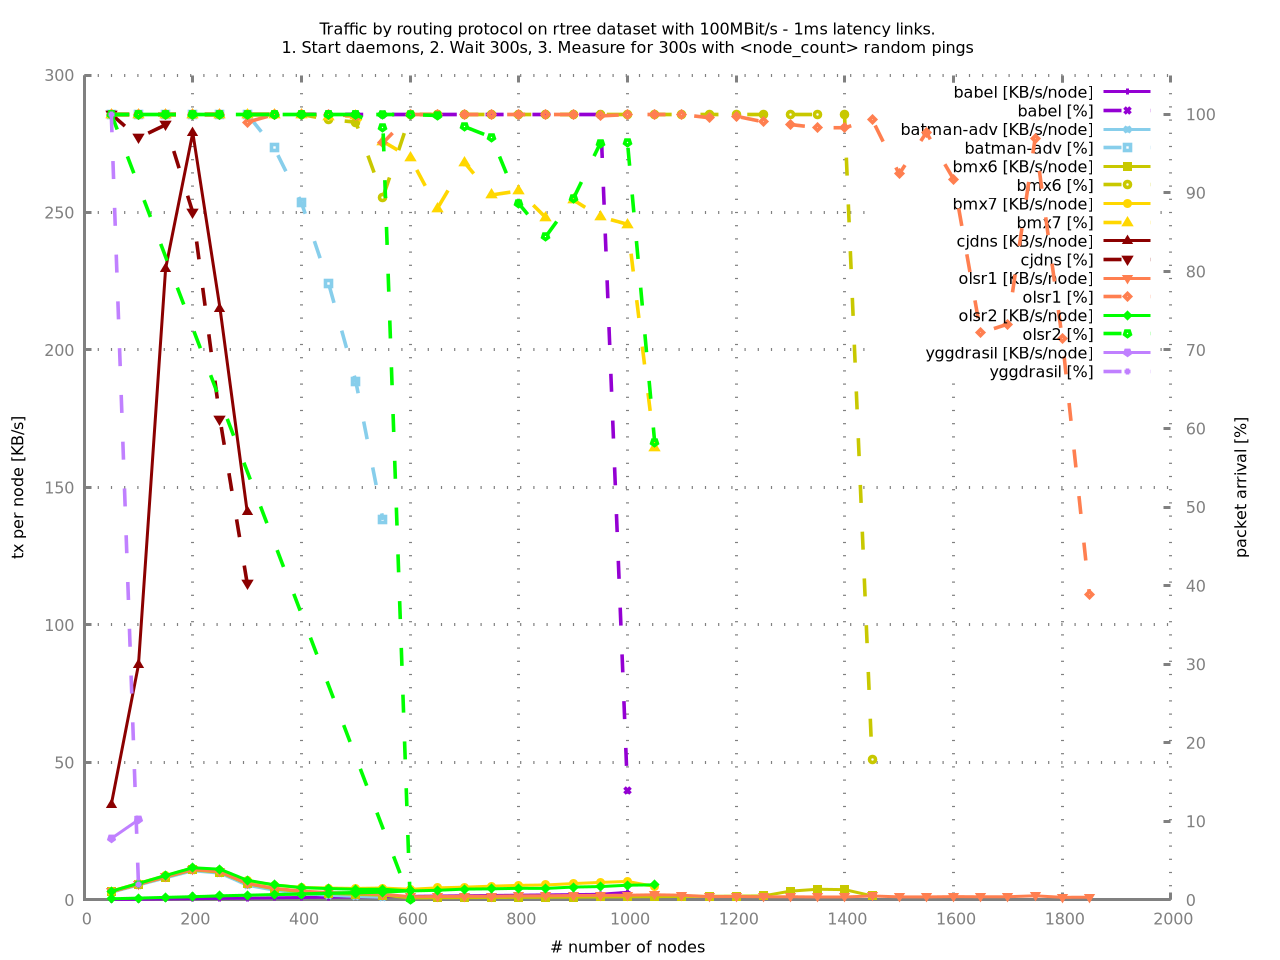 Traffic by routing protocol on rtree dataset with 100MBit/s - 1ms latency links.
1. Start daemons, 2. Wait 300s, 3. Measure for 300s with <node_count> random pings
300
250
200
150
100
50
0
tx per node [KB/s]
babel [KB/s/node]
babel [%]
batman-adv [KB/s/node]
batman-adv [%]
bmx6 [KB/s/node]
bmx6 [%]
bmx7 [KB/s/node]
bmx7 [%]
cjdns [KB/s/node]
cjdns [%]
olsr1 [KB/s/node]
olsr1 [%]
olsr2 [KB/s/node]
olsr2 [%]
yggdrasil [KB/s/node]
yggdrasil [%]
100
90
80
70
60
50
40
30
20
10
0
packet arrival [%]
0 200 400 600 800 1000 1200 1400 1600 1800 2000
# number of nodes